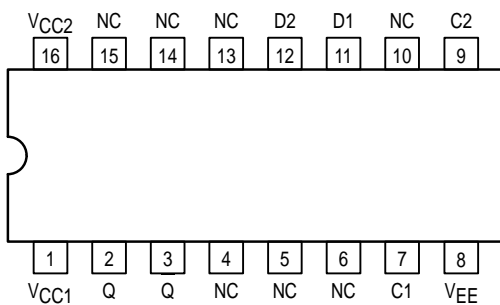 VCC2 NC NC NC D2 D1 NC C2
16 15 14 13 12 11 10 9
1 2 3 4 5 6 7 8
VCC1 Q Q̅ NC NC NC C1 VEE